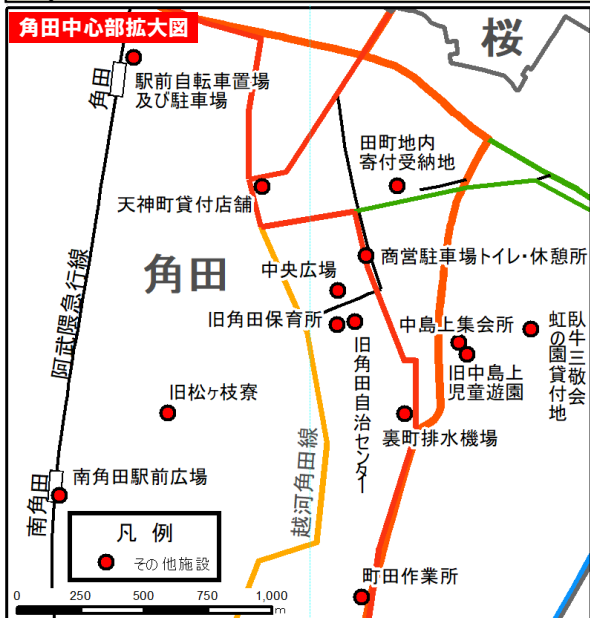 角田中心部拡大図
桜
角田
駅前自転車置場
及び駐車場
田町地内
寄付受納地
天神町貸付店舗
角田
商営駐車場トイレ・休憩所
中央広場
阿武隈急行線
旧角田保育所
中島上集会所
旧角田自治センター
旧中島上
児童遊園
臥牛三敬会
虹の園貸付地
旧松ヶ枝寮
裏町排水機場
越河角田線
南角田駅前広場
南角田
凡 例
その他施設
町田作業所
0 250 500 750 1,000
m